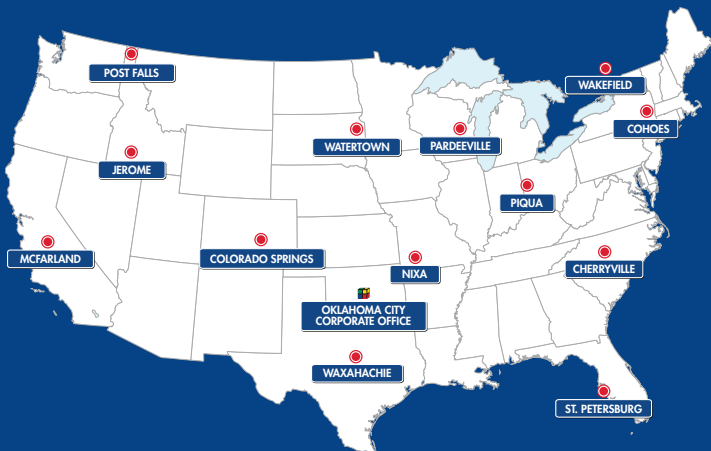 POST FALLS
WAKEFIELD
COHOES
WATERTOWN
PARDEEVILLE
JEROME
PIQUA
MCFARLAND
COLORADO SPRINGS
NIXA
CHERRYVILLE
OKLAHOMA CITY
CORPORATE OFFICE
WAXAHACHIE
ST. PETERSBURG